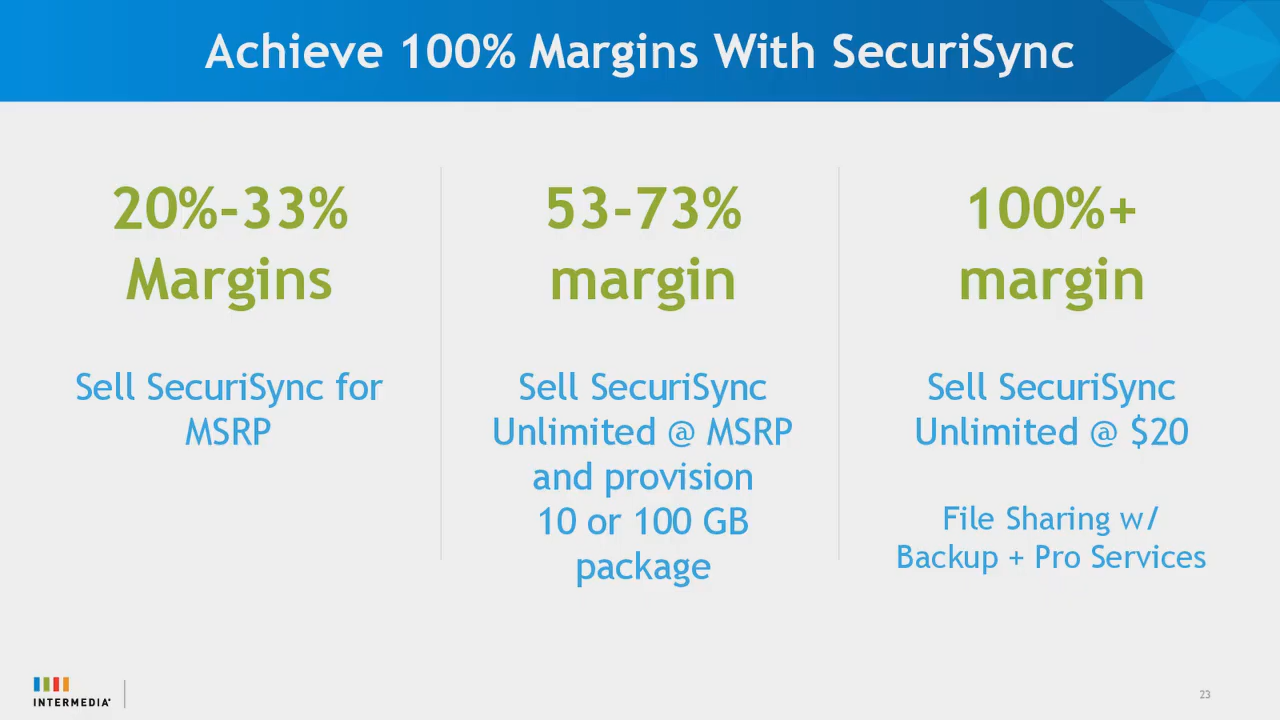 Achieve 100% Margins With SecuriSync
20%-33%
Margins
Sell SecuriSync for
MSRP
53-73%
margin
Sell SecuriSync
Unlimited @ MSRP
and provision
10 or 100 GB
package
100%+
margin
Sell SecuriSync
Unlimited @ $20
File Sharing w/
Backup + Pro Services
INTERMEDIA
23